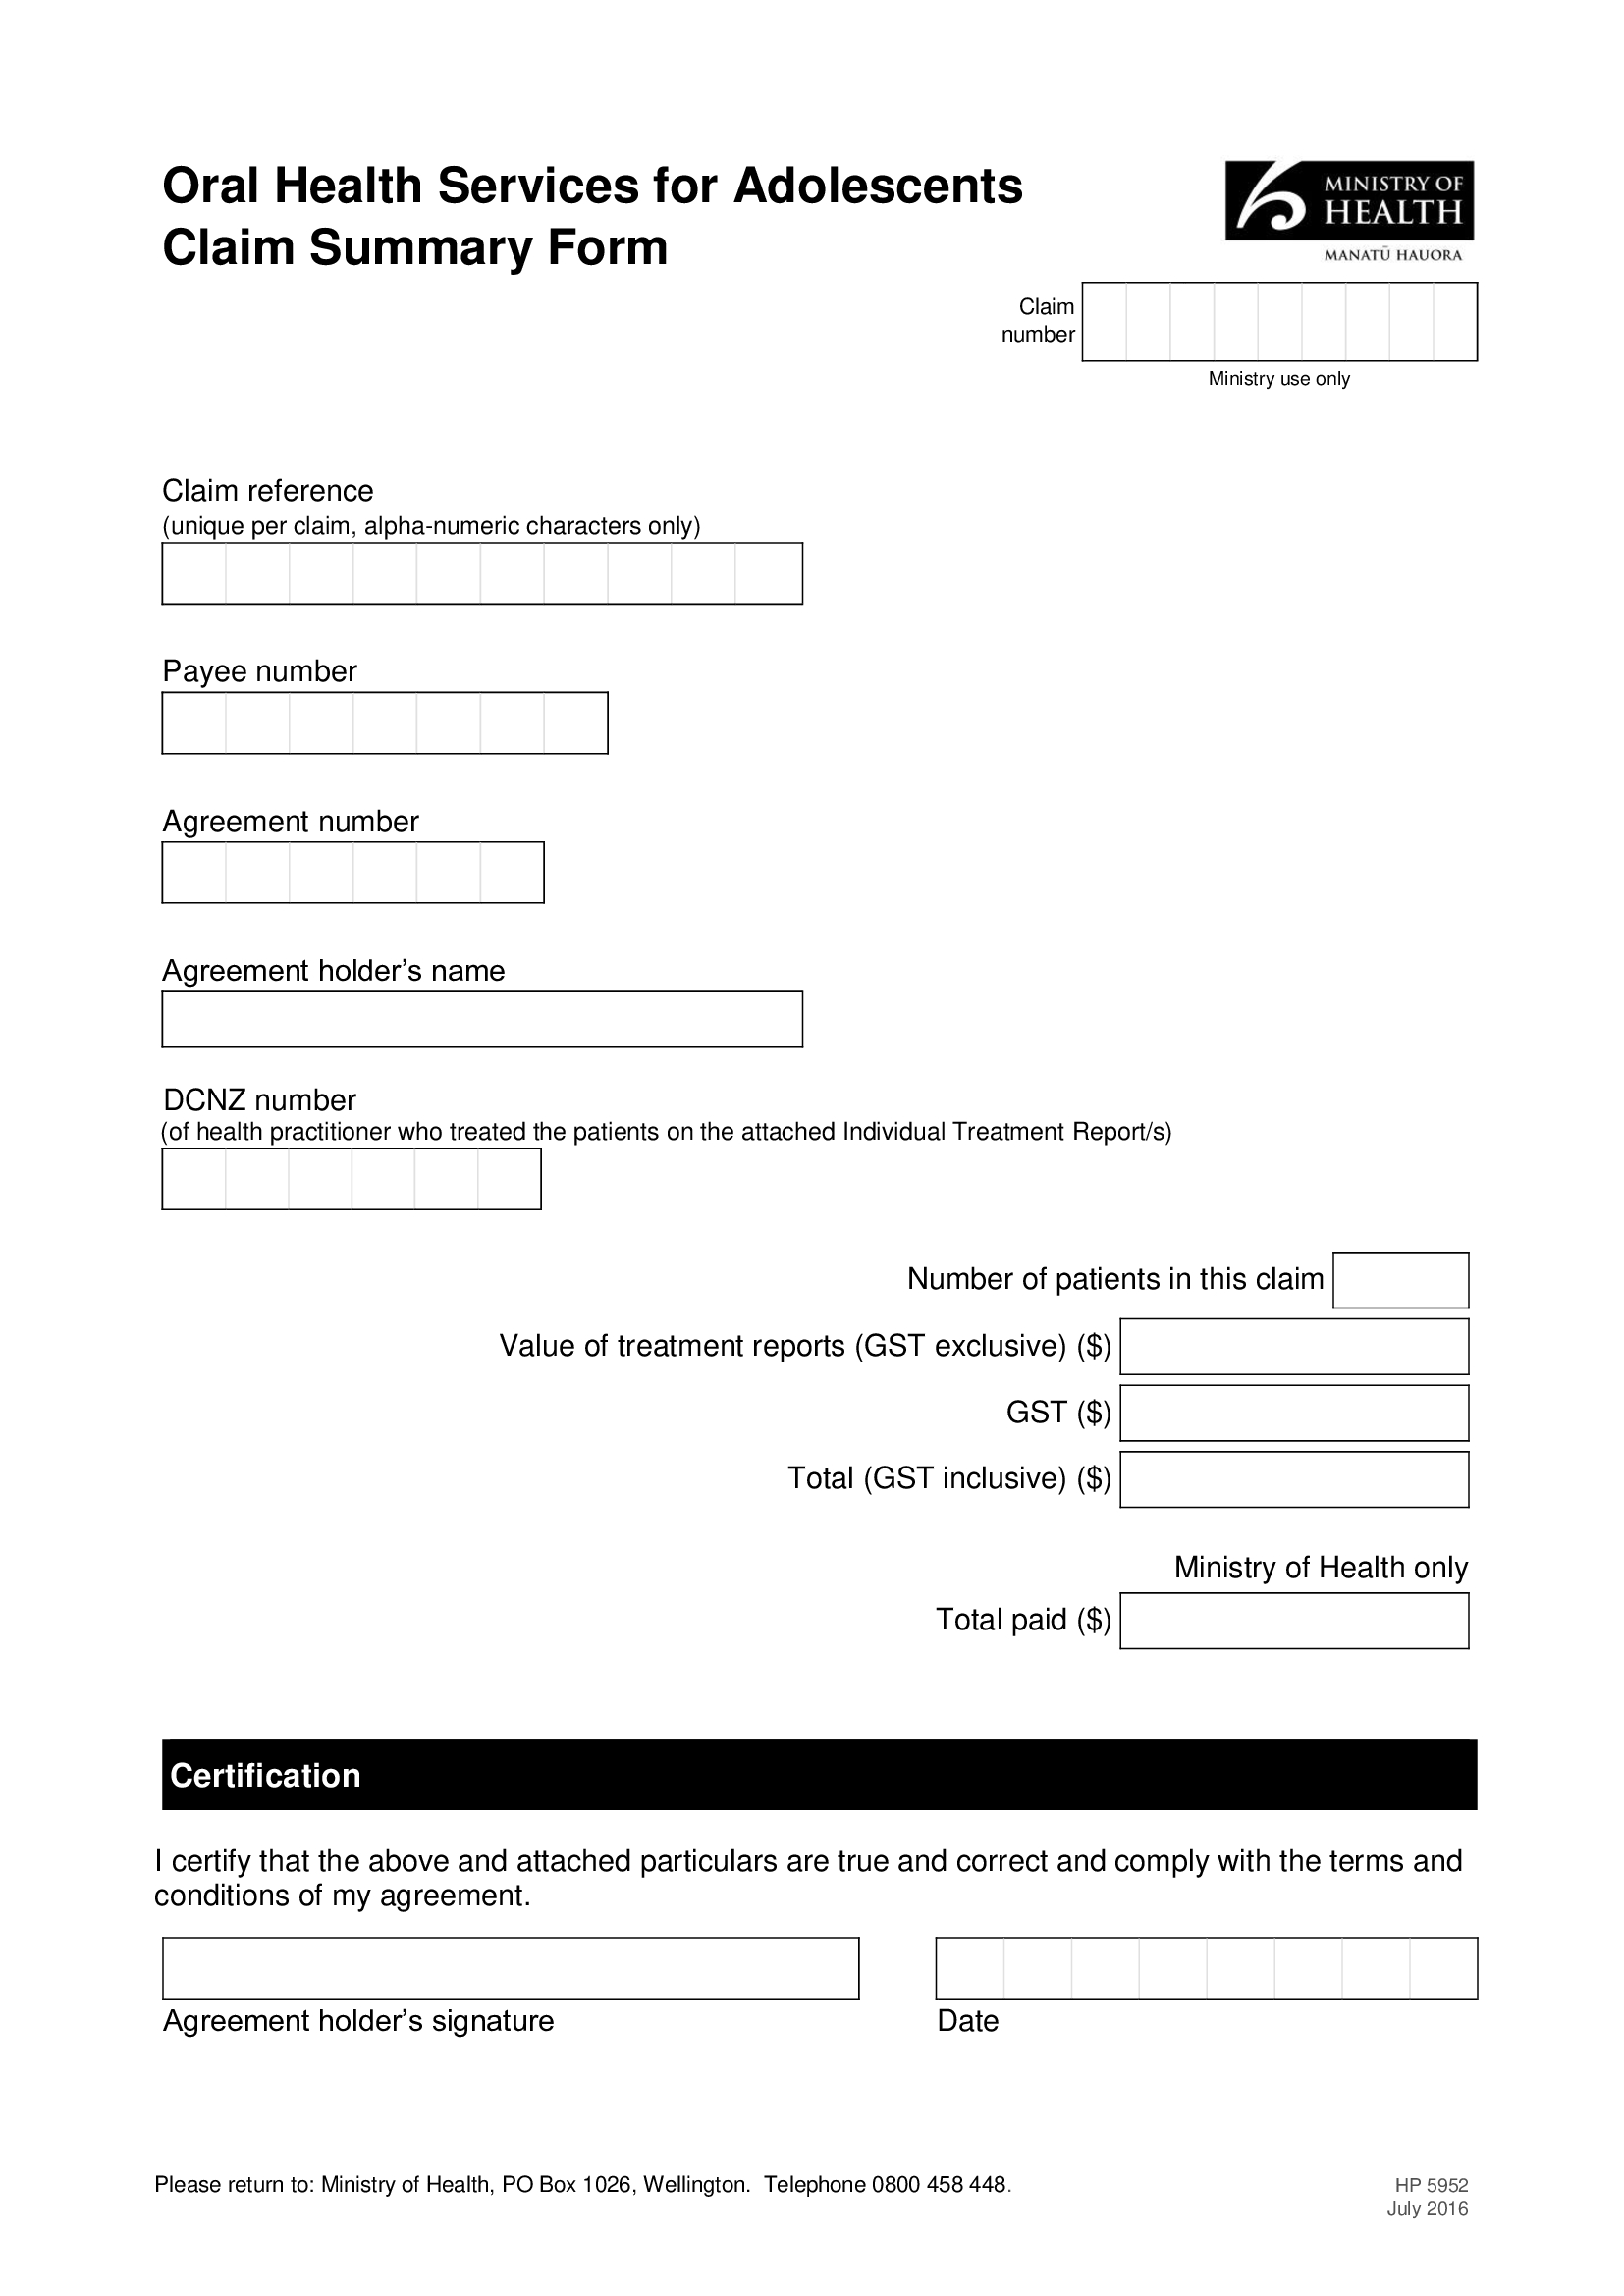 Oral Health Services for Adolescents
Claim Summary Form
MINISTRY OF
HEALTH
MANATŪ HAUORA
Claim
number
Ministry use only
Claim reference
(unique per claim, alpha-numeric characters only)
Payee number
Agreement number
Agreement holder’s name
DCNZ number
(of health practitioner who treated the patients on the attached Individual Treatment Report/s)
Number of patients in this claim
Value of treatment reports (GST exclusive) ($)
GST ($)
Total (GST inclusive) ($)
Ministry of Health only
Total paid ($)
Certification
I certify that the above and attached particulars are true and correct and comply with the terms and
conditions of my agreement.
Agreement holder’s signature
Date
Please return to: Ministry of Health, PO Box 1026, Wellington.  Telephone 0800 458 448.
HP 5952
July 2016